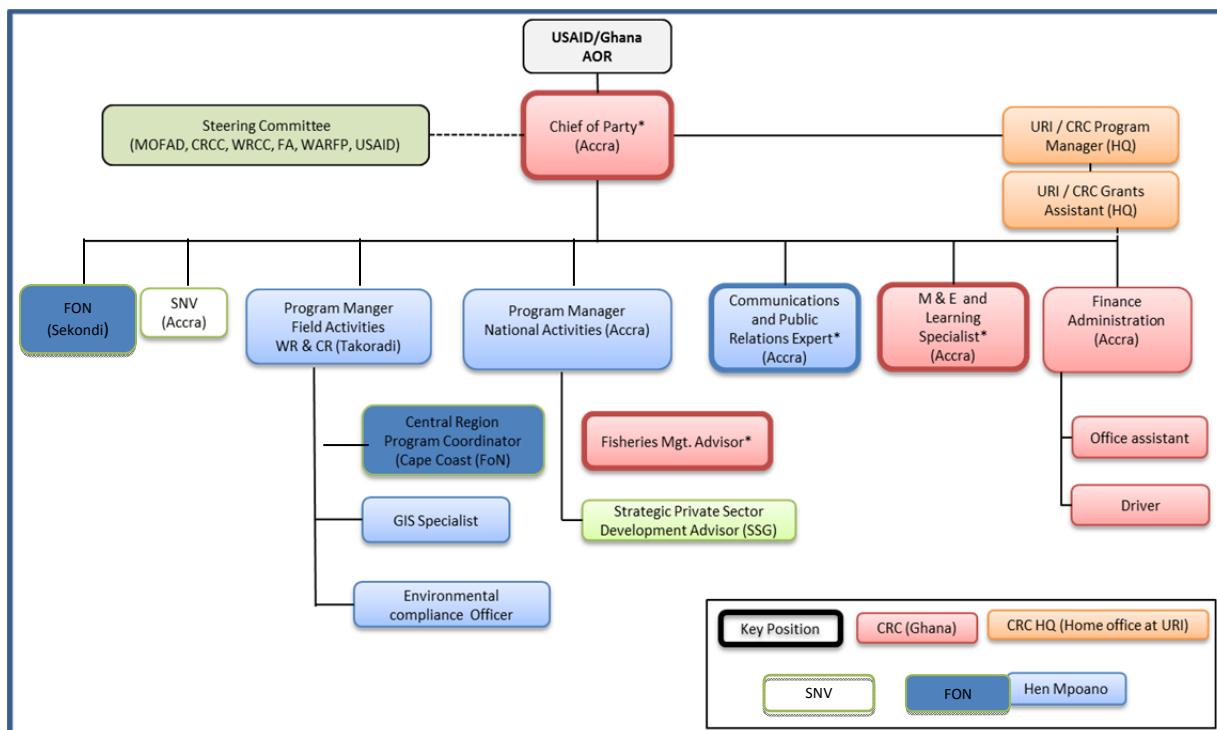 USAID/Ghana
AOR
Steering Committee
(MOFAD, CRCC, WRCC, FA, WARFP, USAID)
Chief of Party*
(Accra)
URI / CRC Program
Manager (HQ)
URI / CRC Grants
Assistant (HQ)
FON
(Sekondi)
SNV
(Accra)
Program Manger
Field Activities
WR & CR (Takoradi)
Program Manager
National Activities (Accra)
Communications
and Public
Relations Expert*
(Accra)
M & E and
Learning
Specialist*
(Accra)
Finance
Administration
(Accra)
Central Region
Program Coordinator
(Cape Coast (FoN)
Fisheries Mgt. Advisor*
Office assistant
GIS Specialist
Strategic Private Sector
Development Advisor (SSG)
Driver
Environmental
compliance Officer
Key Position
CRC (Ghana)
CRC HQ (Home office at URI)
SNV
FON
Hen Mpoano